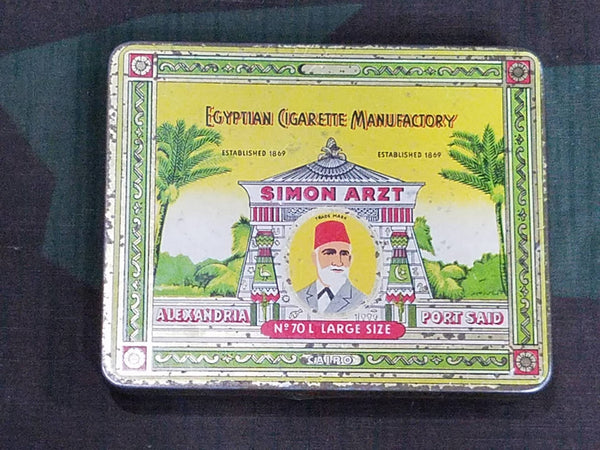 EGYPTIAN CIGARETTE MANUFACTORY
ESTABLISHED 1869 ESTABLISHED 1869
SIMON ARZT
TRADE MARK
ALEXANDRIA PORT SAID
Nº 70 L LARGE SIZE
CAIRO